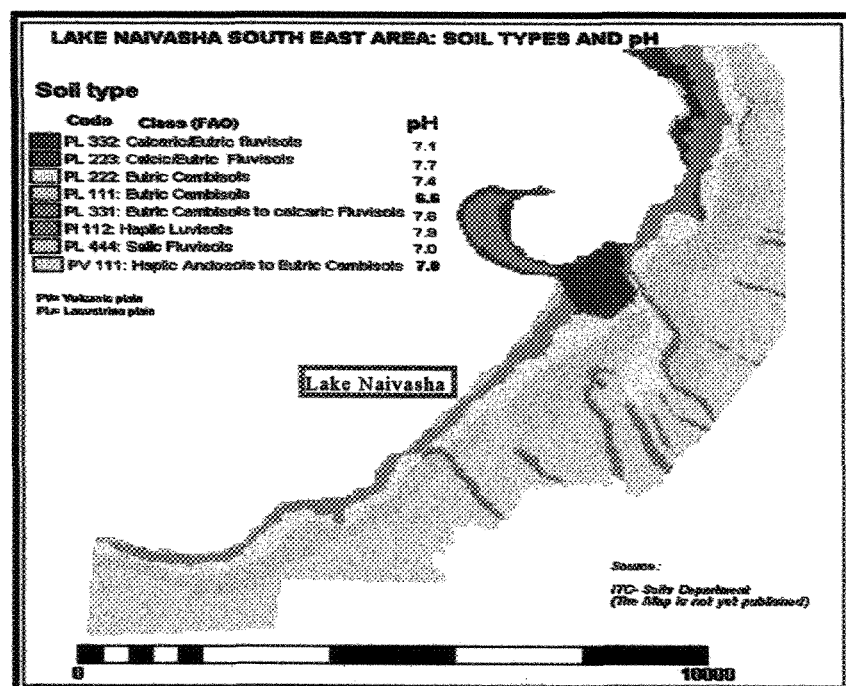 LAKE NAIVASHA SOUTH EAST AREA: SOIL TYPES AND pH
Soil type
Code Class (FAO) pH
PL 332: Calcaric/Eutric fluvisols 7.1
PL 223: Calcic/Eutric Fluvisols 7.7
PL 222: Eutric Cambisols 7.4
PL 111: Eutric Cambisols 6.6
PL 331: Eutric Cambisols to calcaric Fluvisols 7.6
Pl 112: Haplic Luvisols 7.9
PL 444: Salic Fluvisols 7.0
PV 111: Haplic Andosols to Eutric Cambisols
PV= Volcanic plain
PL= Lacustrine plain
Lake Naivasha
Source:
ITC- Soils Department
(The Map is not yet published)
0 10000